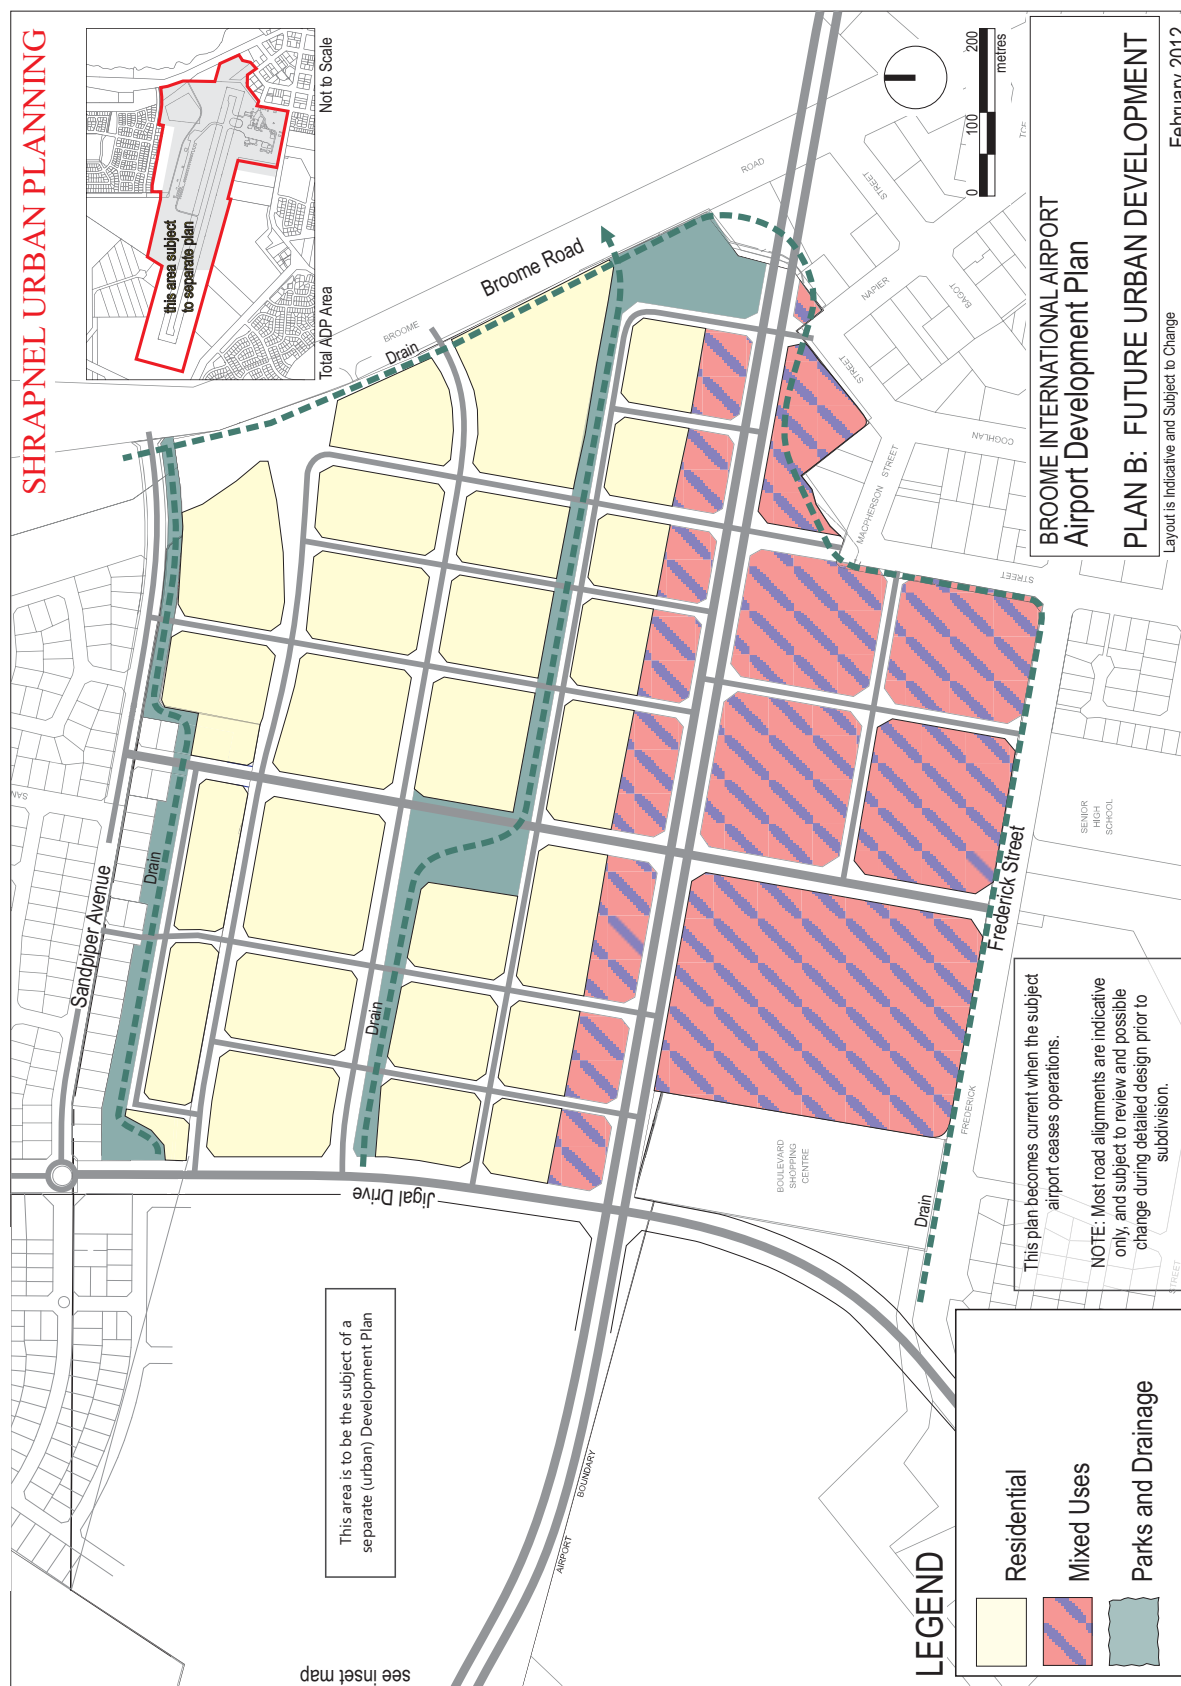 SHRAPNEL URBAN PLANNING
this area subject
to separate plan
Total ADP Area
Not to Scale
SAN
Sandpiper Avenue
Drain
Drain
BROOME
Broome Road
ROAD
Drain
Jigal Drive
This area is to be the subject of a
separate (urban) Development Plan
see inset map
AIRPORT
BOUNDARY
BOULEVARD
SHOPPING
CENTRE
STREET
NAPIER
BAGOT
STREET
STREET
MACPHERSON STREET
COGHLAN
STREET
SENIOR
HIGH
SCHOOL
Frederick Street
FREDERICK
Drain
STREET
0
100
200
metres
BROOME INTERNATIONAL AIRPORT
Airport Development Plan
PLAN B: FUTURE URBAN DEVELOPMENT
Layout is Indicative and Subject to Change
February 2012
This plan becomes current when the subject
airport ceases operations.
NOTE: Most road alignments are indicative
only, and subject to review and possible
change during detailed design prior to
subdivision.
LEGEND
Residential
Mixed Uses
Parks and Drainage